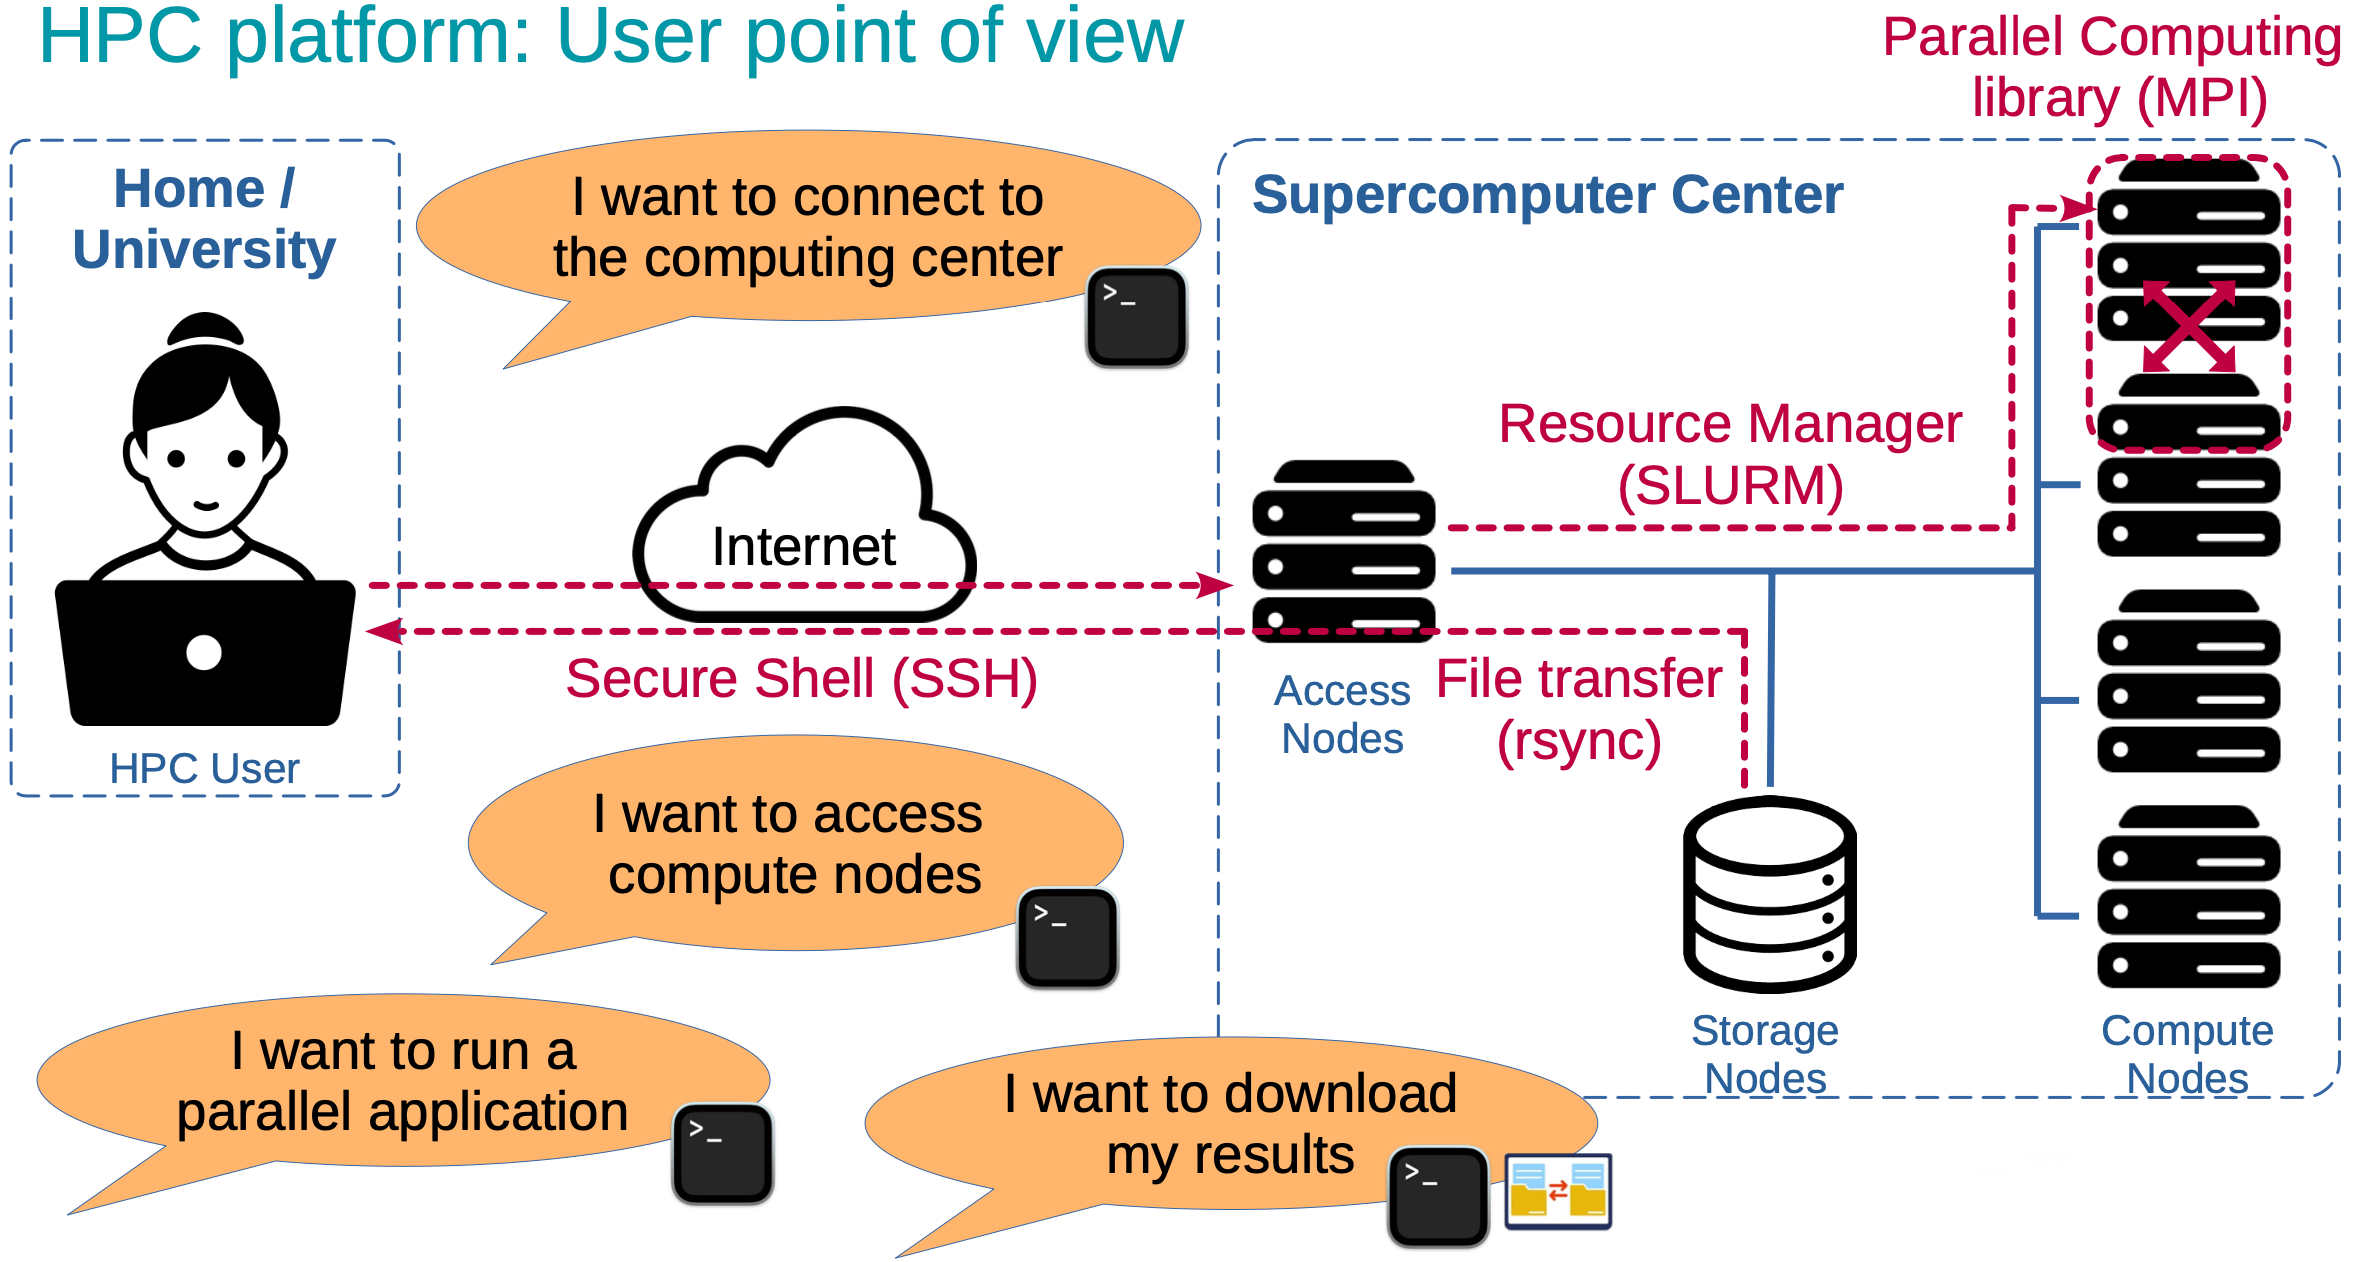 HPC platform: User point of view
Parallel Computing
library (MPI)
Home /
University
I want to connect to
the computing center
>_
Supercomputer Center
Resource Manager
(SLURM)
Internet
Secure Shell (SSH)
Access
Nodes
File transfer
(rsync)
HPC User
I want to access
compute nodes
>_
I want to run a
parallel application
>_
I want to download
my results
>_
Storage
Nodes
Compute
Nodes